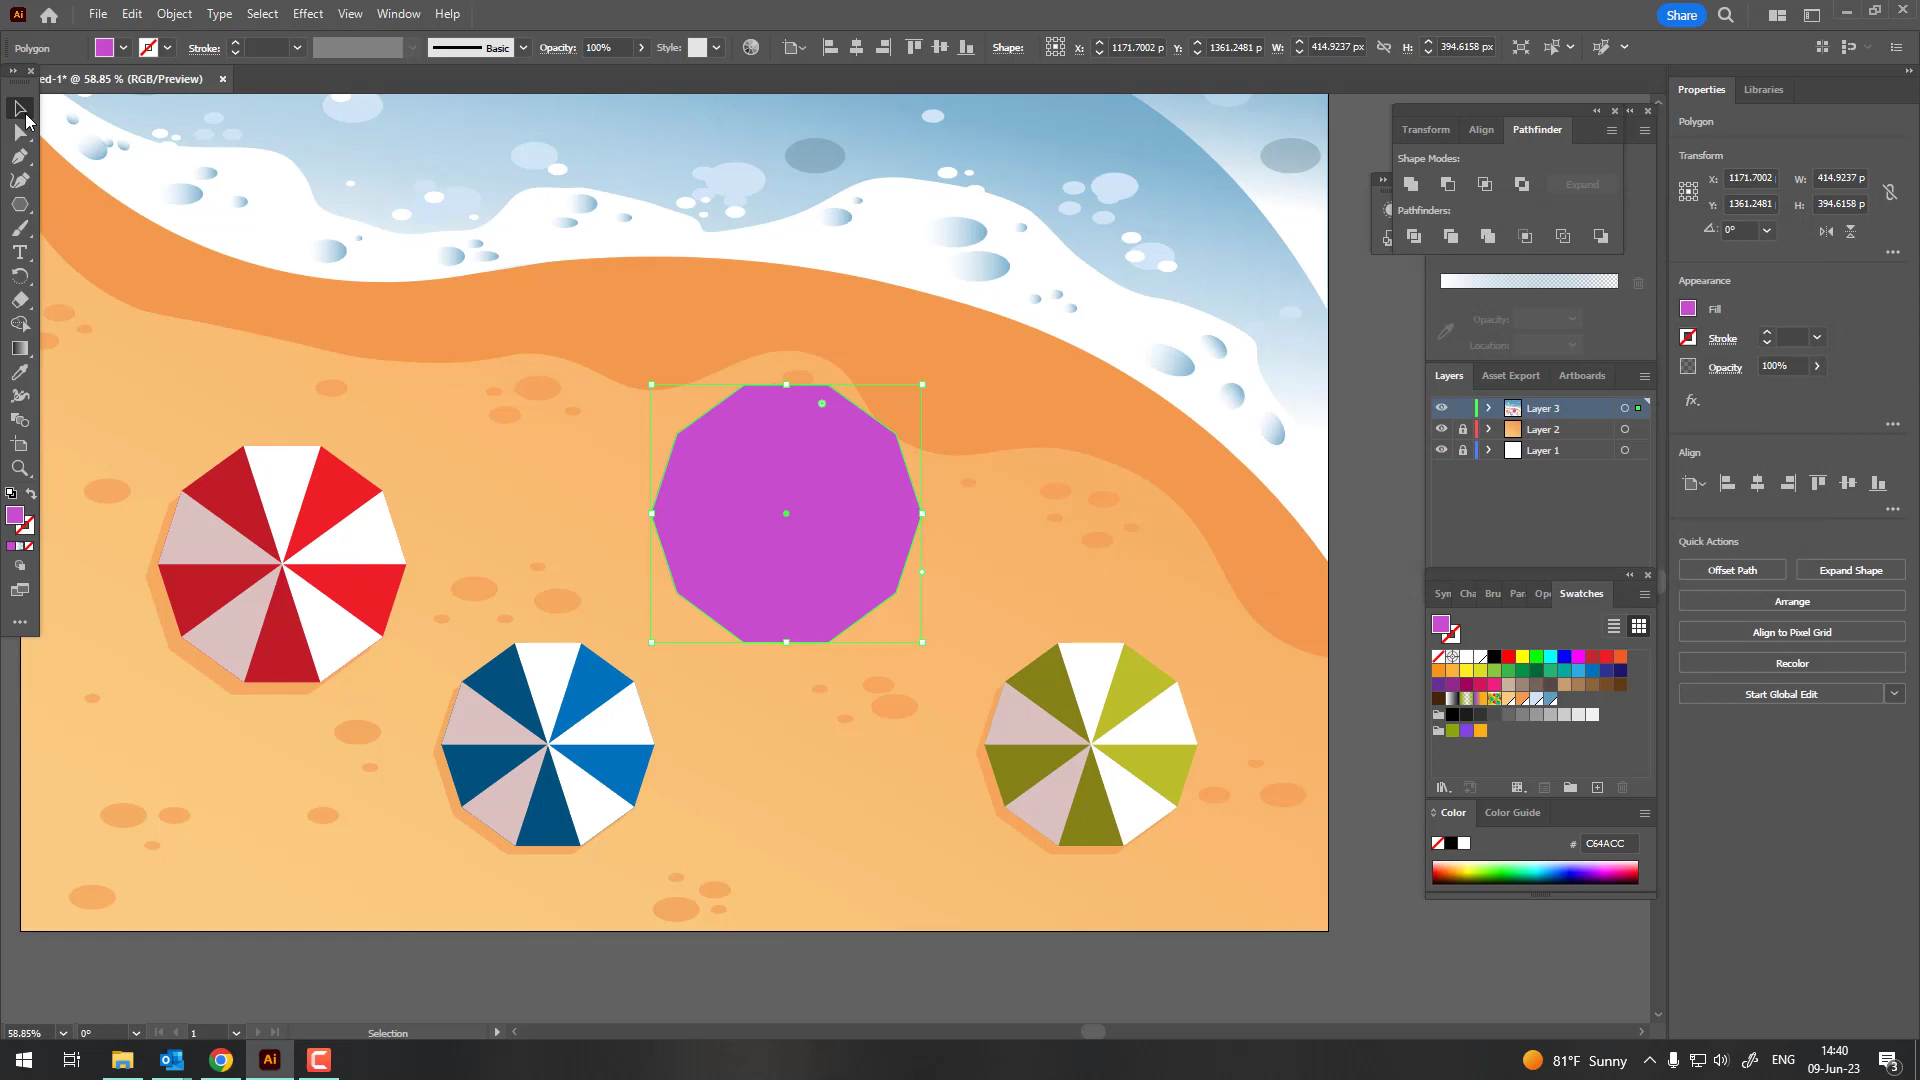 Ai File Edit Object Type Select Effect View Window Help Share
Polygon Stroke: Basic Opacity: 100% Style: Shape: X: 1171.7002 p Y: 1361.2481 p W: 414.9237 px H: 394.6158 px
ed-1* @ 58.85 % (RGB/Preview) ×
Properties Libraries
Polygon
Transform
X: 1171.7002 W: 414.9237 p
Y: 1361.2481 H: 394.6158 p
0°
Appearance
Fill
Stroke
Opacity 100%
fx.
Align
Quick Actions
Offset Path Expand Shape
Arrange
Align to Pixel Grid
Recolor
Start Global Edit
Transform Align Pathfinder
Shape Modes:
Expand
Pathfinders:
Opacity:
Location:
Layers Asset Export Artboards
Layer 3
Layer 2
Layer 1
Syn Cha Bru Par Ope Swatches
Color Color Guide
# C64ACC
58.85% 0° 1 Selection
Ai 81°F Sunny ENG 14:40
09-Jun-23 3